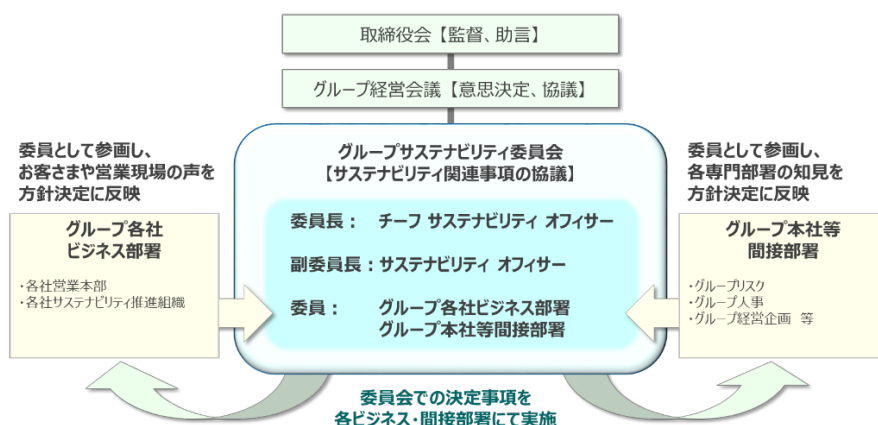 取締役会【監督、助言】
グループ経営会議【意思決定、協議】
委員として参画し、
お客さまや営業現場の声を
方針決定に反映
グループ各社
ビジネス部署
・各社営業本部
・各社サステナビリティ推進組織
グループサステナビリティ委員会
【サステナビリティ関連事項の協議】
委員長： チーフ サステナビリティ オフィサー
副委員長：サステナビリティ オフィサー
委員： グループ各社ビジネス部署
グループ本社等間接部署
委員として参画し、
各専門部署の知見を
方針決定に反映
グループ本社等
間接部署
・グループリスク
・グループ人事
・グループ経営企画 等
委員会での決定事項を
各ビジネス・間接部署にて実施